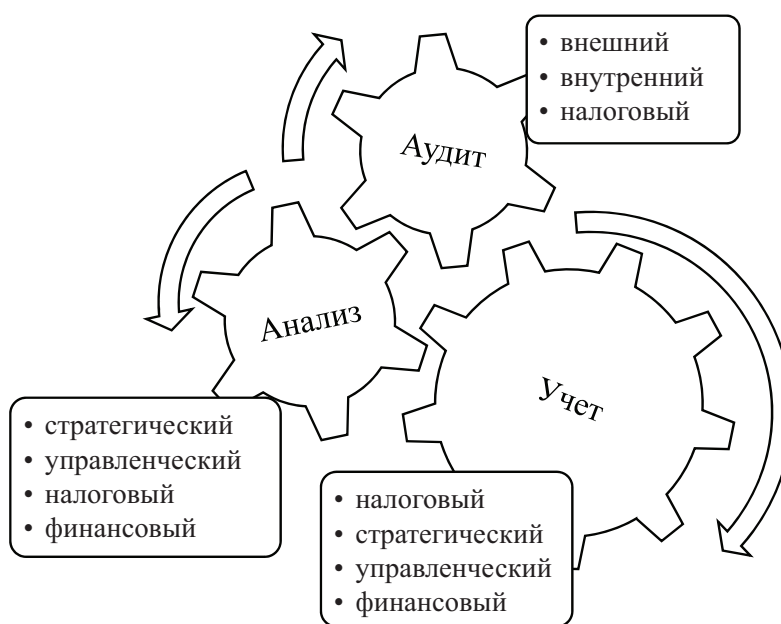 • внешний
• внутренний
• налоговый
Аудит
Анализ
Учет
• стратегический
• управленческий
• налоговый
• финансовый
• налоговый
• стратегический
• управленческий
• финансовый